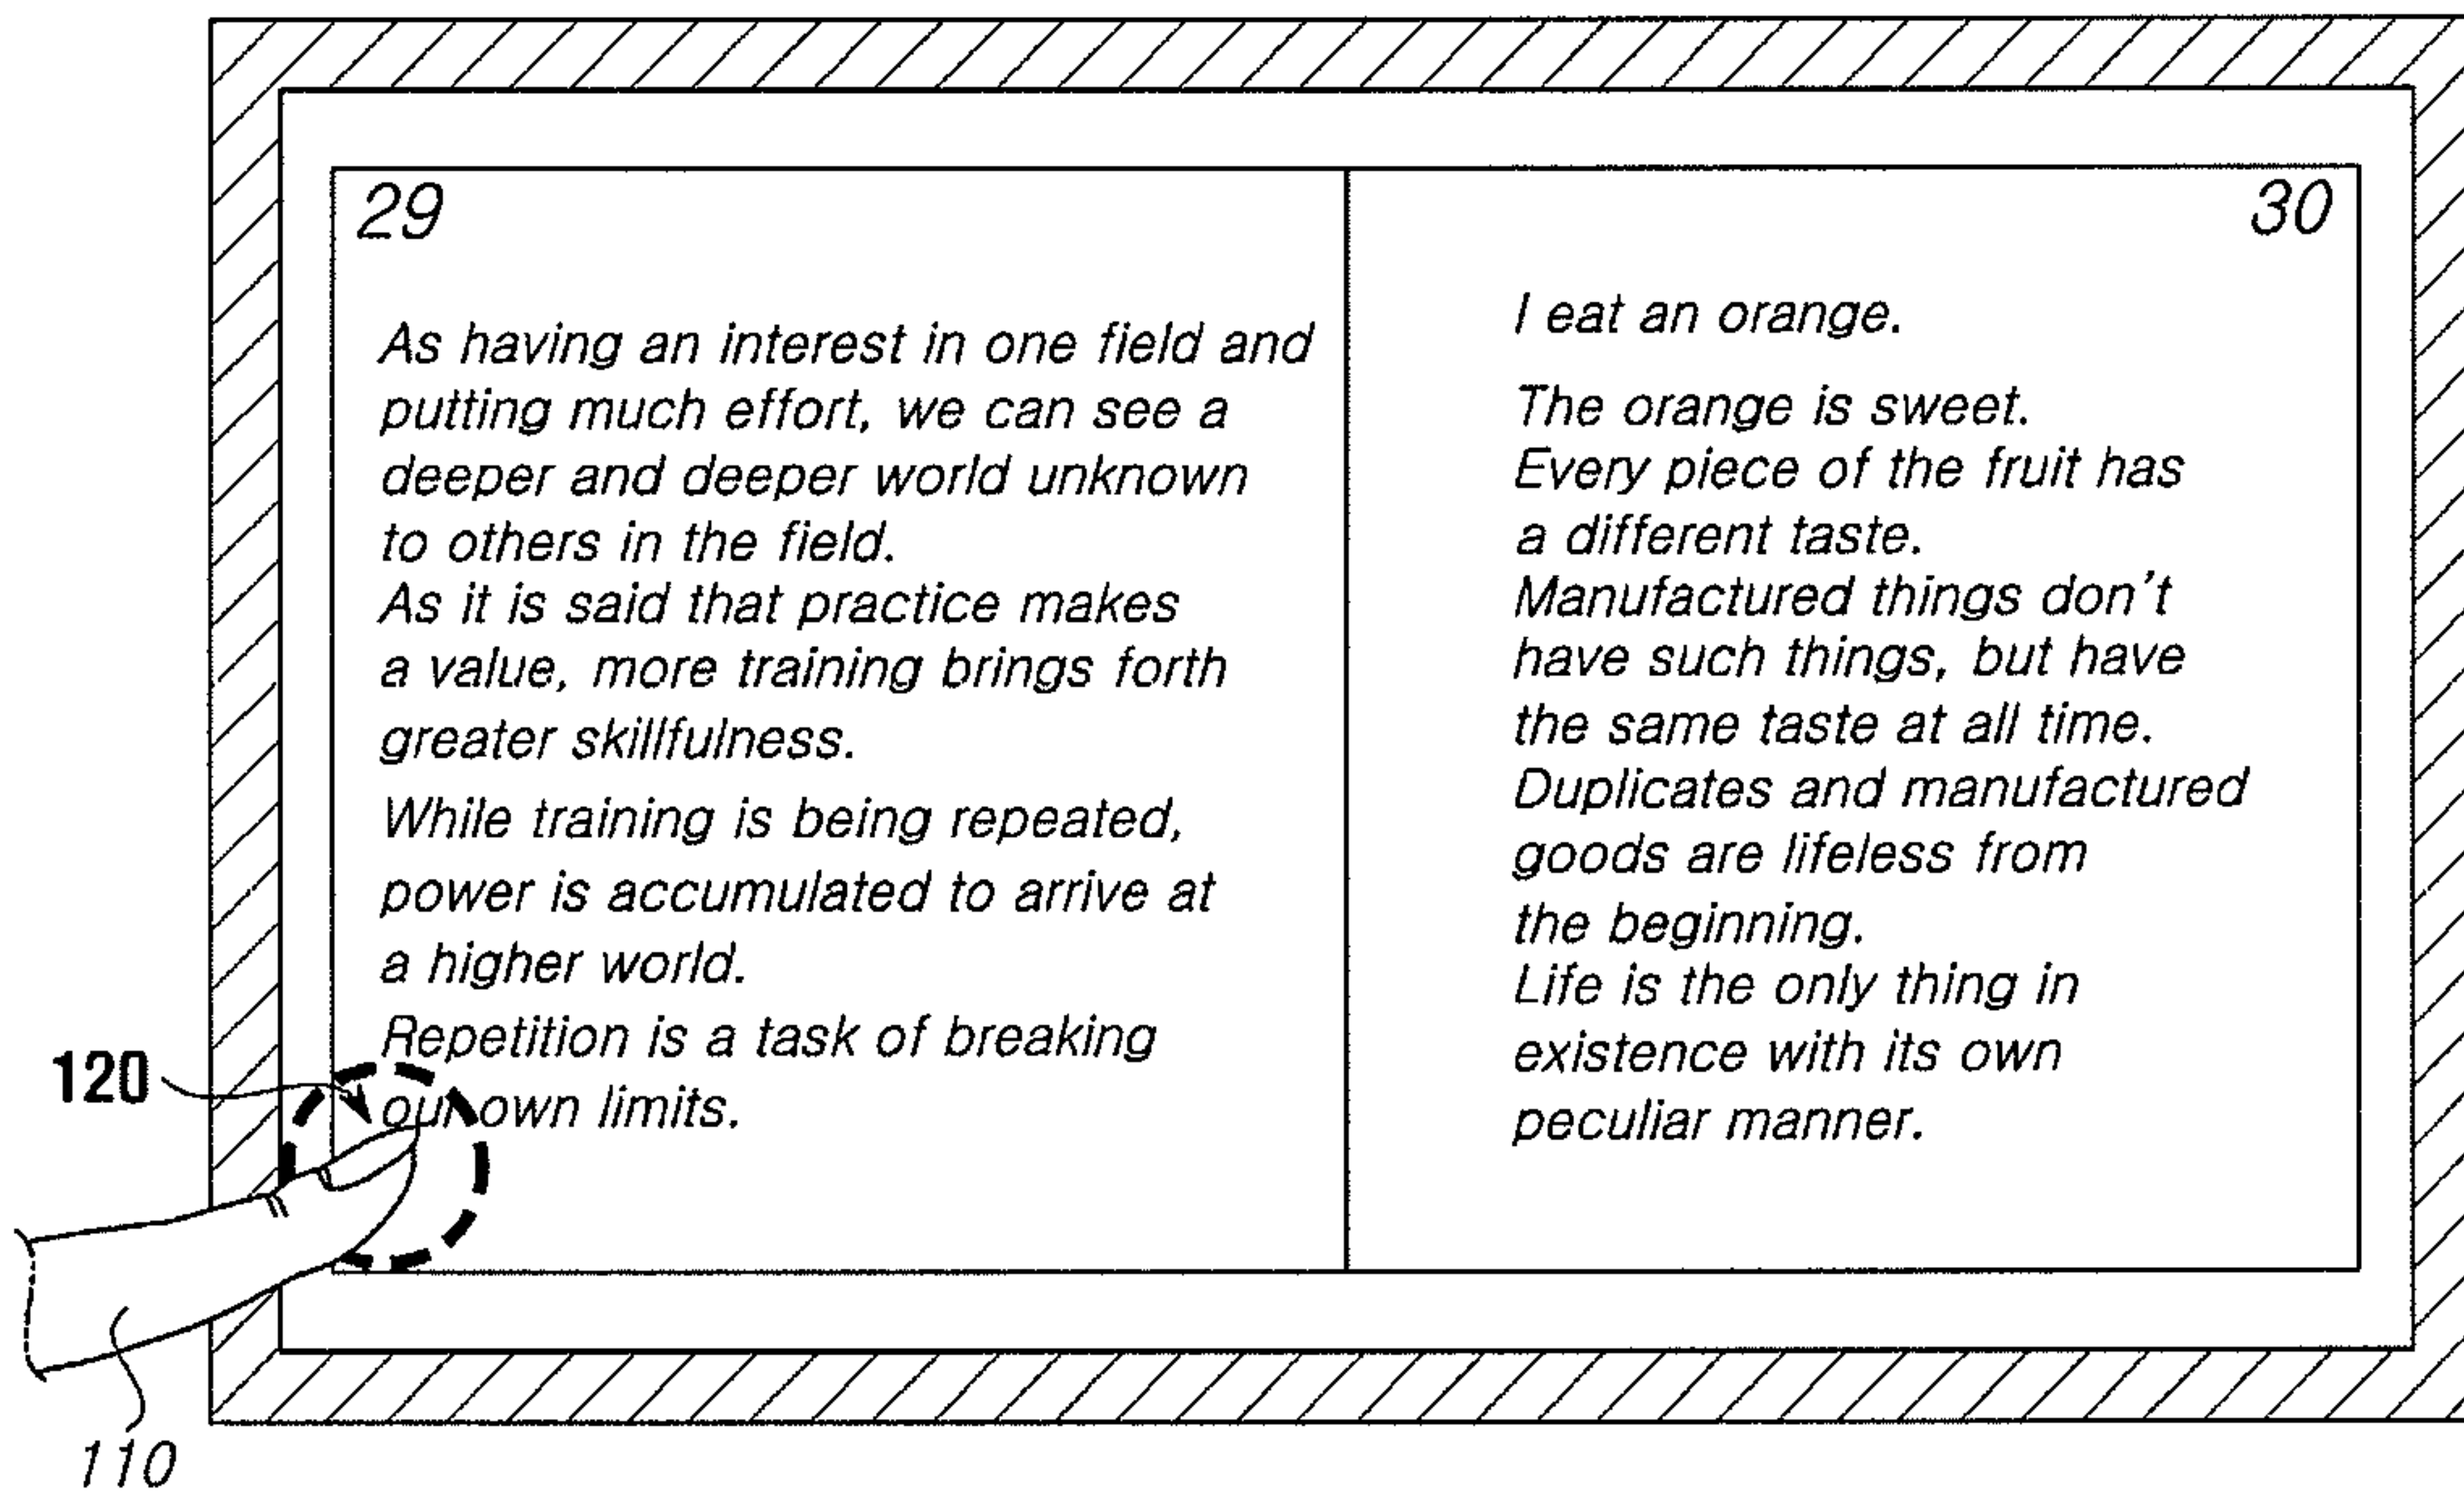 29
As having an interest in one field and
putting much effort, we can see a
deeper and deeper world unknown
to others in the field.
As it is said that practice makes
a value, more training brings forth
greater skillfulness.
While training is being repeated,
power is accumulated to arrive at
a higher world.
Repetition is a task of breaking
our own limits.
30
I eat an orange.
The orange is sweet.
Every piece of the fruit has
a different taste.
Manufactured things don't
have such things, but have
the same taste at all time.
Duplicates and manufactured
goods are lifeless from
the beginning.
Life is the only thing in
existence with its own
peculiar manner.
120
110